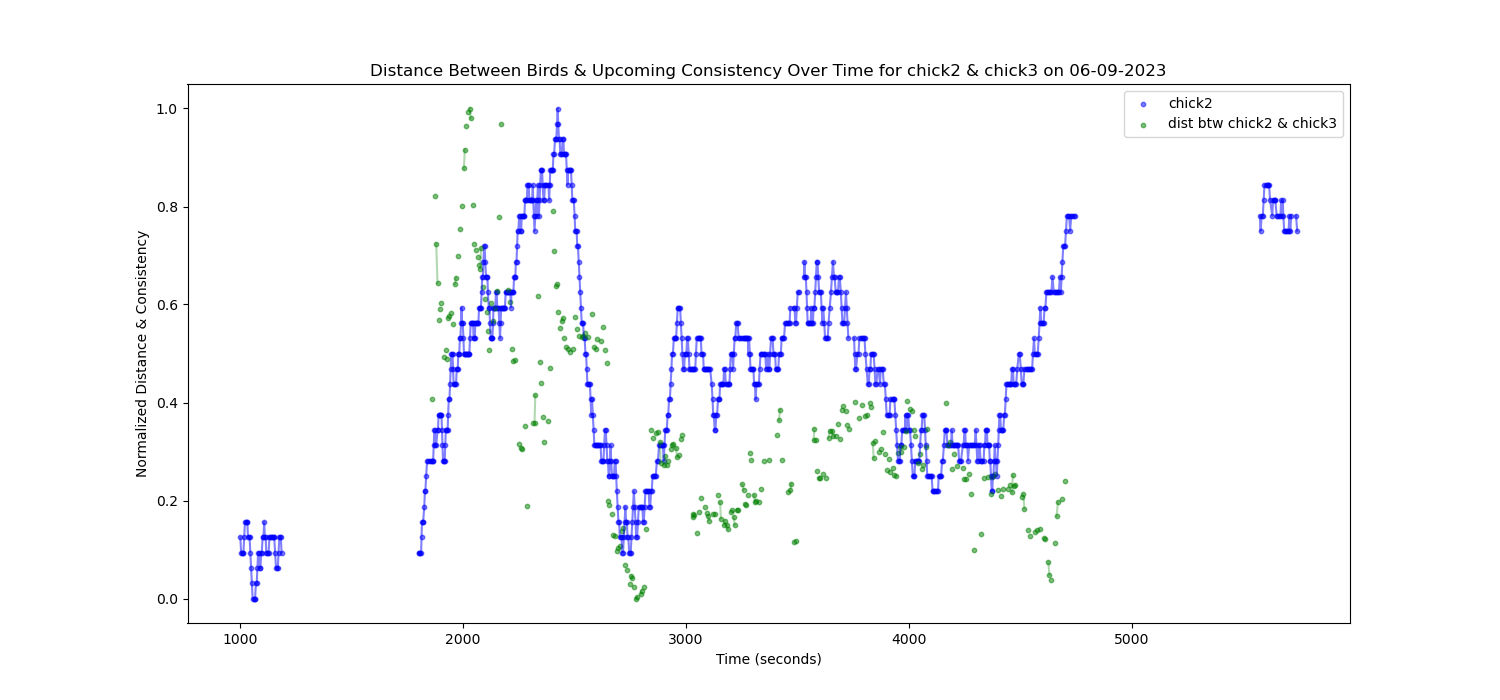 Distance Between Birds & Upcoming Consistency Over Time for chick2 & chick3 on 06-09-2023
chick2
dist btw chick2 & chick3
Normalized Distance & Consistency
1.0
0.8
0.6
0.4
0.2
0.0
1000 2000 3000 4000 5000
Time (seconds)